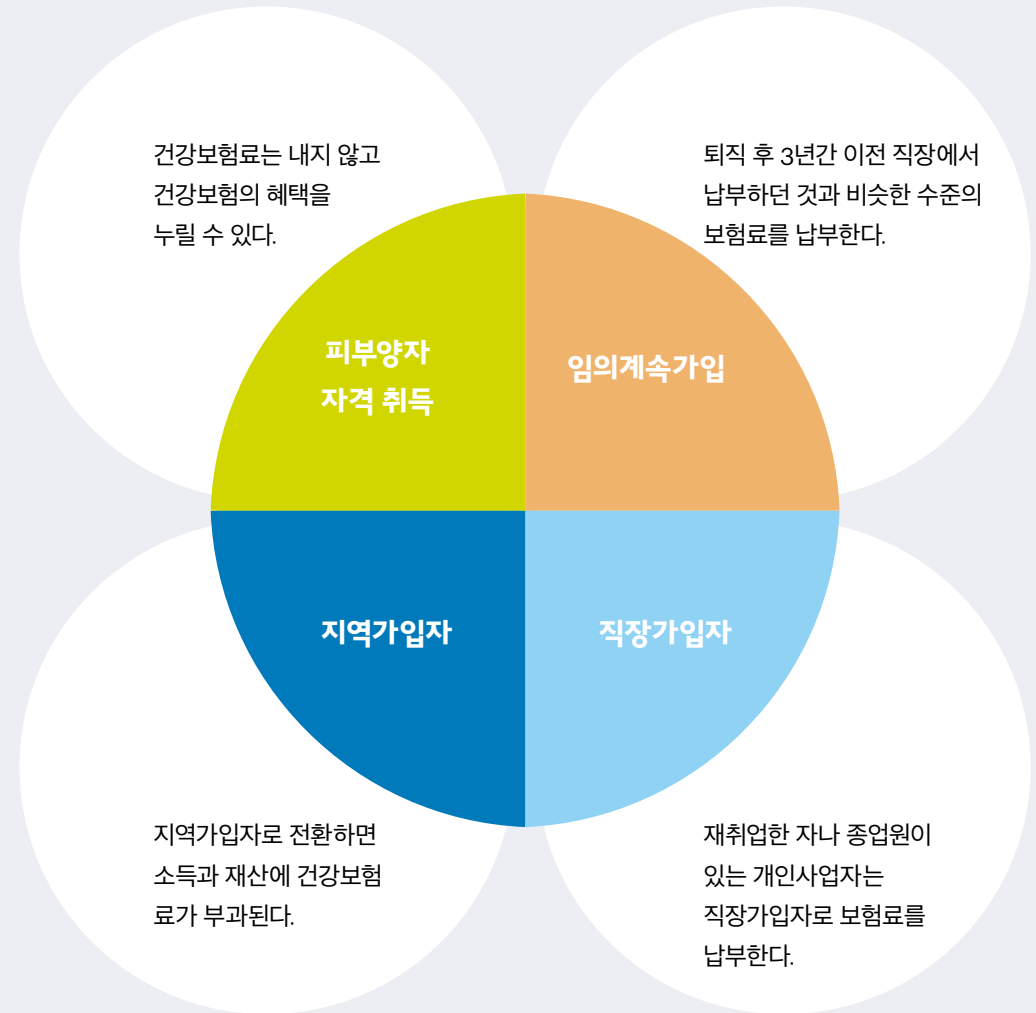 건강보험료는 내지 않고
건강보험의 혜택을
누릴 수 있다.
퇴직 후 3년간 이전 직장에서
납부하던 것과 비슷한 수준의
보험료를 납부한다.
피부양자
자격 취득
임의계속가입
지역가입자
직장가입자
지역가입자로 전환하면
소득과 재산에 건강보험
료가 부과된다.
재취업한 자나 종업원이
있는 개인사업자는
직장가입자로 보험료를
납부한다.